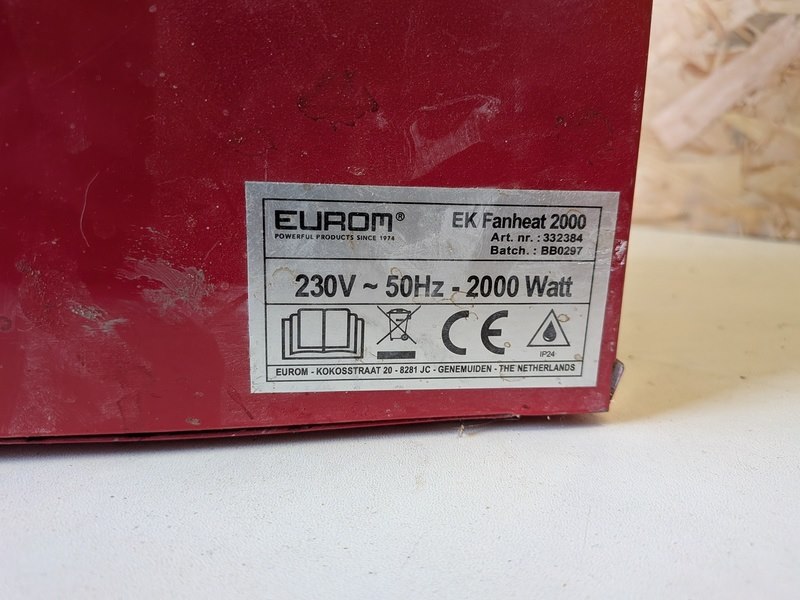 EUROM®
POWERFUL PRODUCTS SINCE 1974
EK Fanheat 2000
Art. nr. : 332384
Batch. : BB0297
230V ~ 50Hz - 2000 Watt
CE
IP24
EUROM - KOKOSSTRAAT 20 - 8281 JC - GENEMUIDEN - THE NETHERLANDS